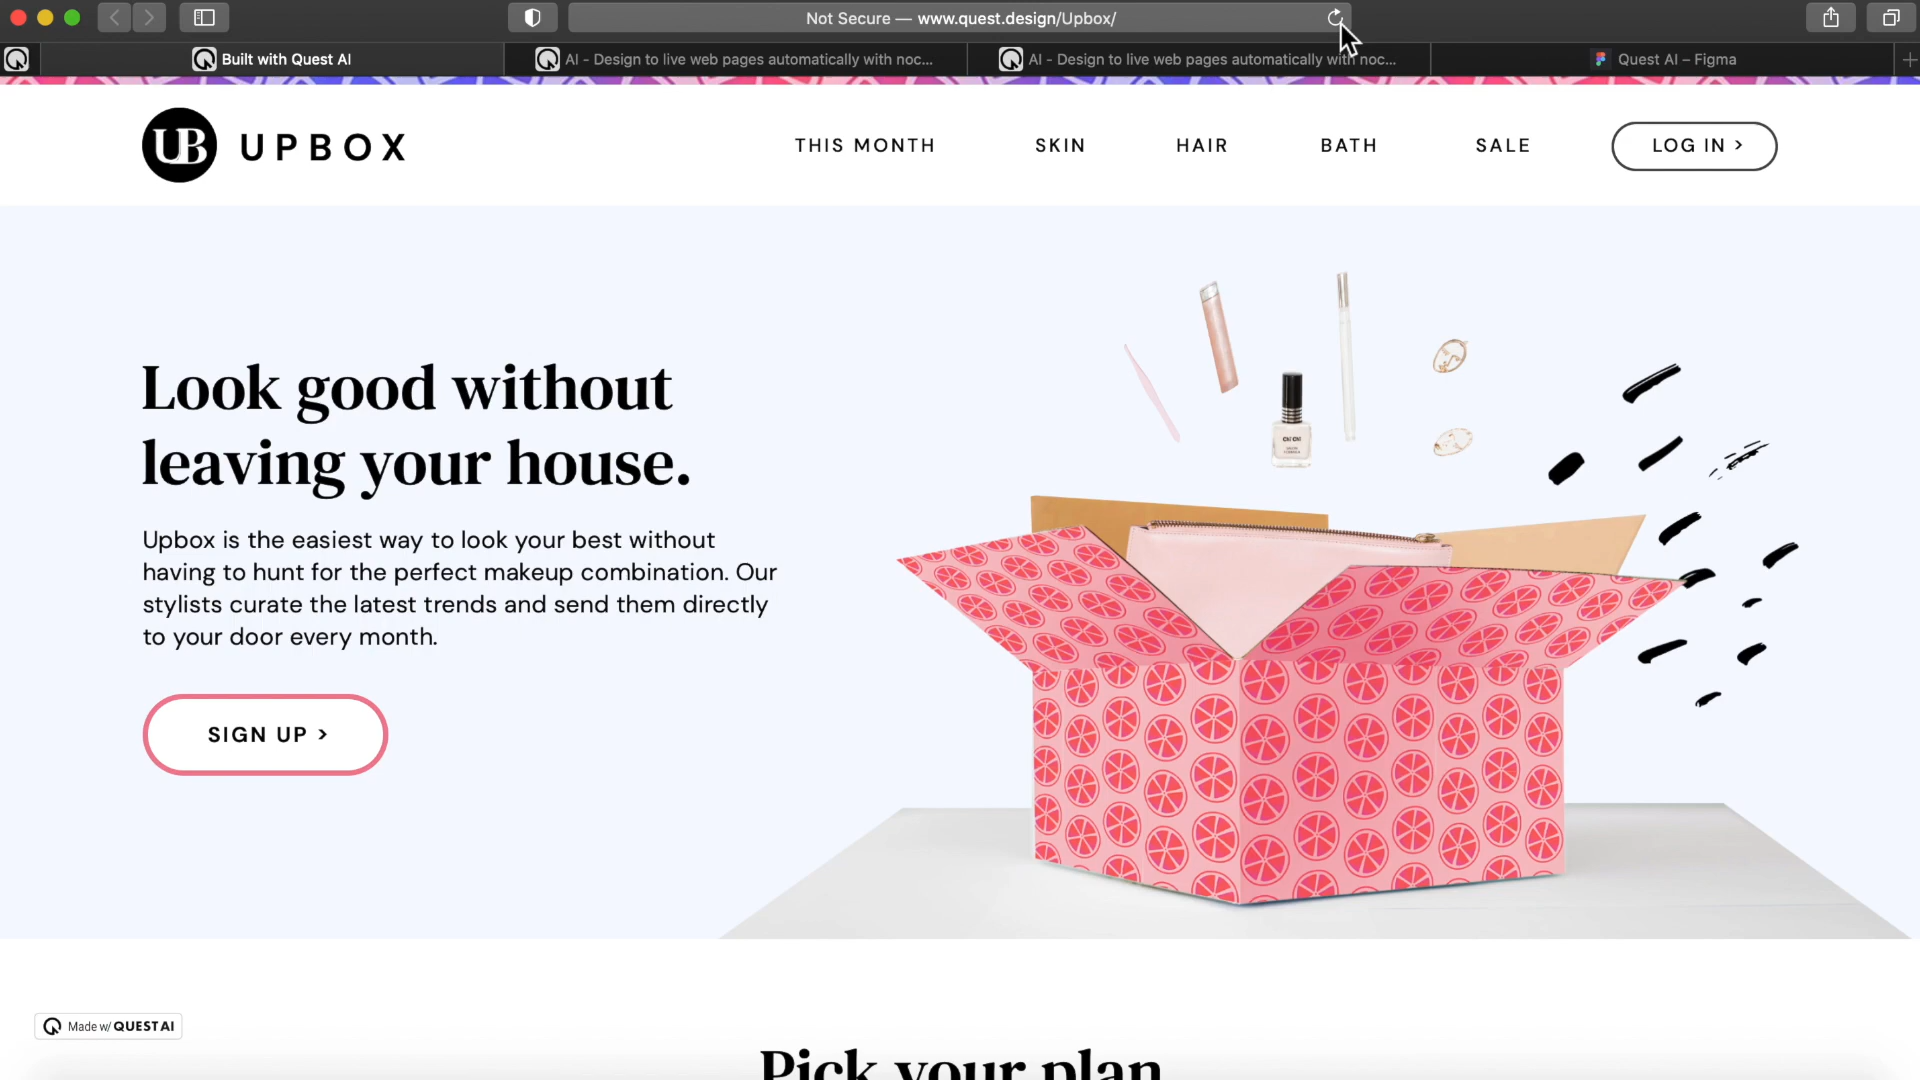 Not Secure — www.quest.design/Upbox/
Built with Quest AI
AI - Design to live web pages automatically with noc...
AI - Design to live web pages automatically with noc...
Quest AI – Figma
UB UPBOX
THIS MONTH
SKIN
HAIR
BATH
SALE
LOG IN >
Look good without
leaving your house.
Upbox is the easiest way to look your best without
having to hunt for the perfect makeup combination. Our
stylists curate the latest trends and send them directly
to your door every month.
SIGN UP >
Chi Chi
Made w/ QUEST AI
Pick your plan